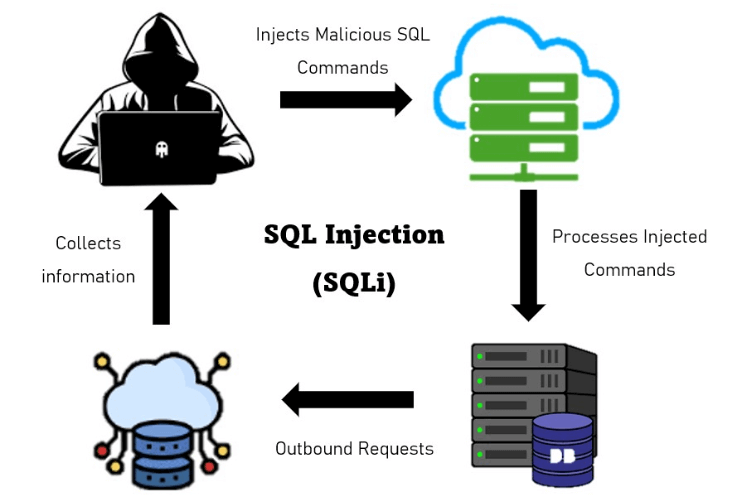 Injects Malicious SQL
Commands
SQL Injection
(SQLi)
Processes Injected
Commands
Collects
information
Outbound Requests
DB